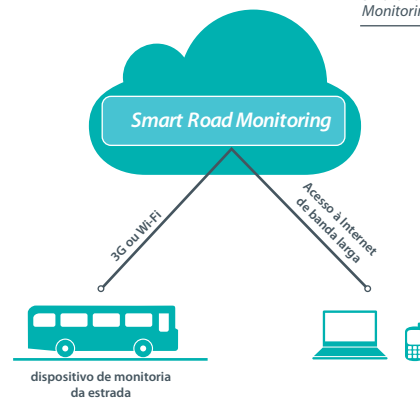 Monitorin
Smart Road Monitoring
3G ou Wi-Fi
Acesso à Internet
de banda larga
dispositivo de monitoria
da estrada